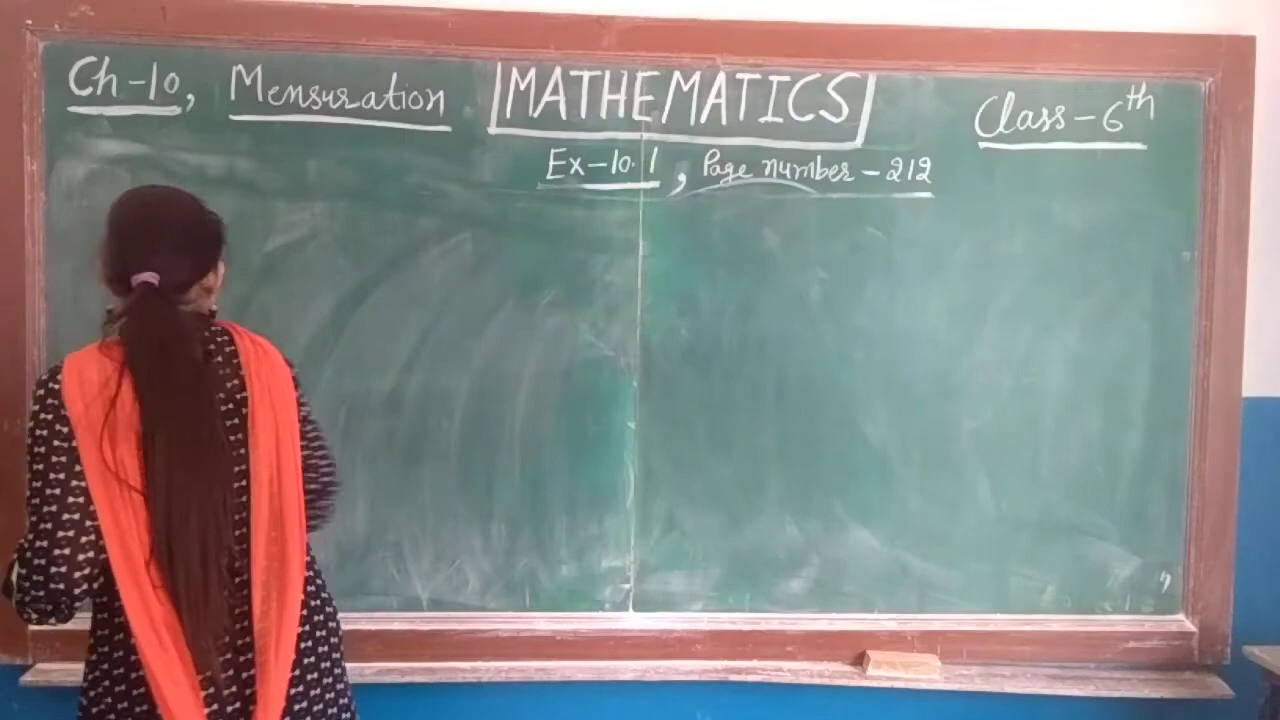 Ch-10, Mensuration MATHEMATICS Class-6th
Ex-10.1, Page number-212